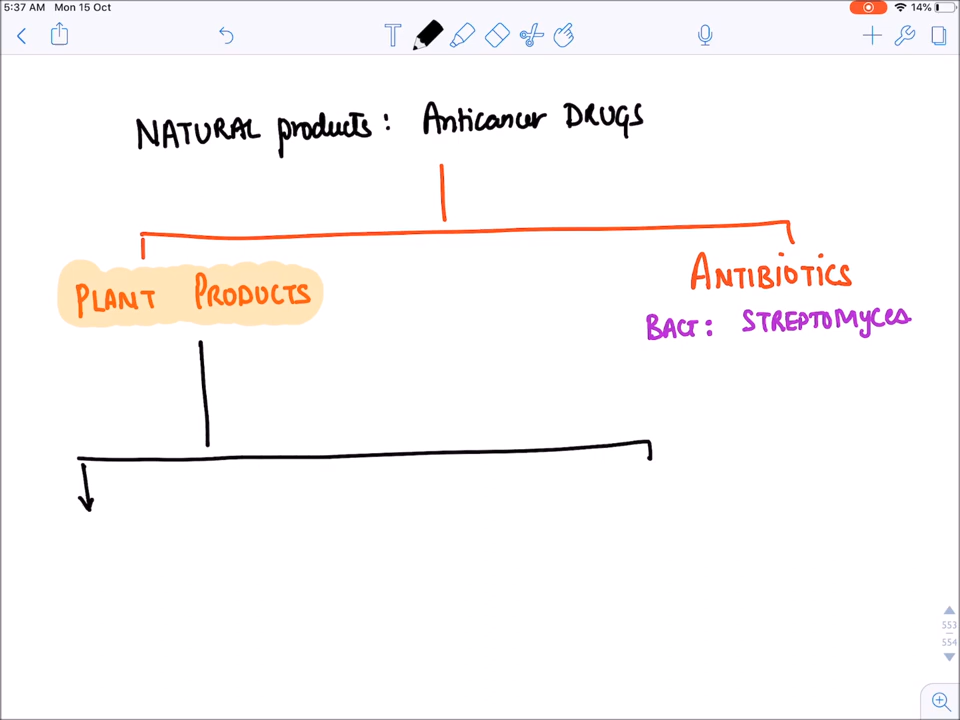 5:37 AM Mon 15 Oct 14%
T
NATURAL products: Anticancer DRUGS
PLANT PRODUCTS
ANTIBIOTICS
BACT: STREPTOMYCes
553
554